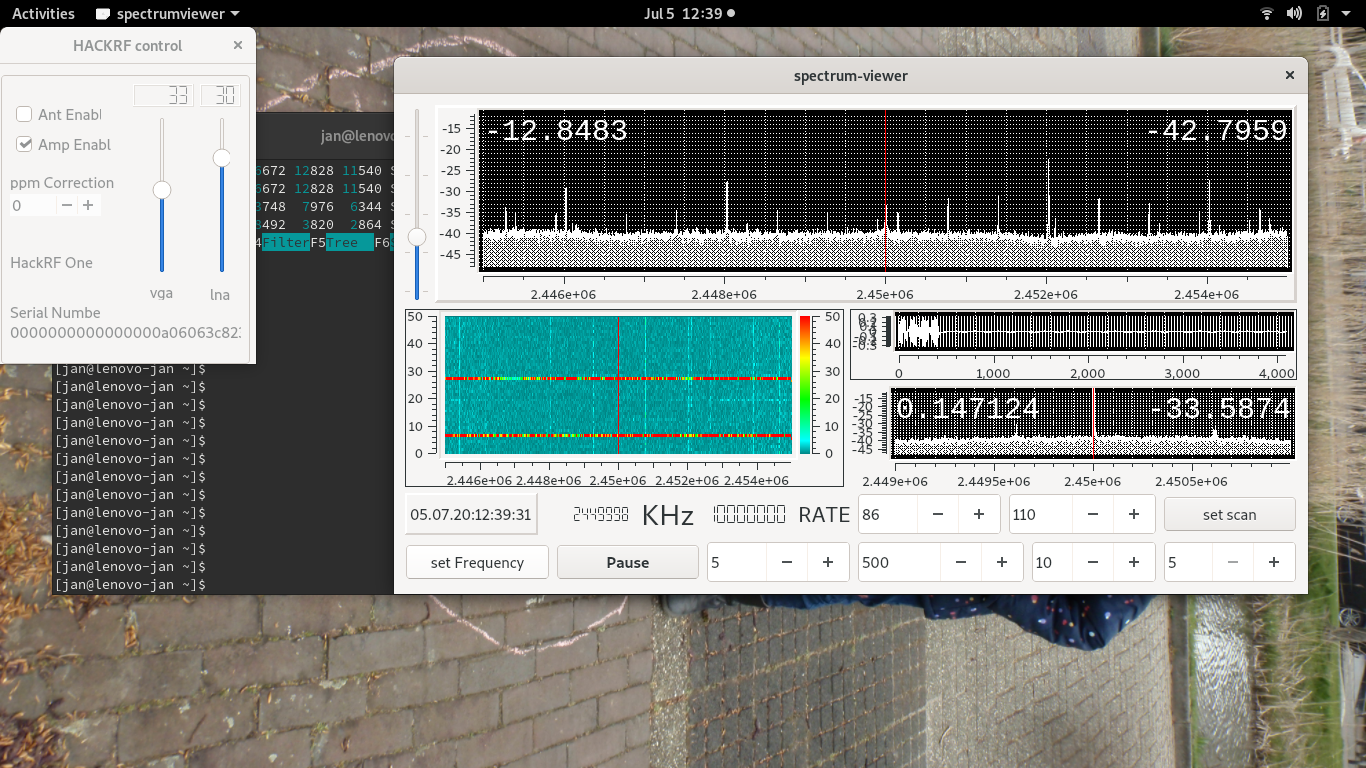 Activities spectrumviewer Jul 5 12:39
HACKRF control
33 30
Ant Enabl
Amp Enabl
ppm Correction
0
HackRF One
vga lna
Serial Numbe
0000000000000000a06063c82
jan@lenovo
6672 12828 11540 S
6672 12828 11540 S
3748 7976 6344
8492 3820 2864
4Filter F5Tree F6
[jan@lenovo-jan ~]$
[jan@lenovo-jan ~]$
[jan@lenovo-jan ~]$
[jan@lenovo-jan ~]$
[jan@lenovo-jan ~]$
[jan@lenovo-jan ~]$
[jan@lenovo-jan ~]$
[jan@lenovo-jan ~]$
[jan@lenovo-jan ~]$
[jan@lenovo-jan ~]$
[jan@lenovo-jan ~]$
[jan@lenovo-jan ~]$
[jan@lenovo-jan ~]$
spectrum-viewer
-12.8483 -42.7959
-15
-20
-25
-30
-35
-40
-45
2.446e+06 2.448e+06 2.45e+06 2.452e+06 2.454e+06
50 50
40 40
30 30
20 20
10 10
0 0
2.446e+06 2.448e+06 2.45e+06 2.452e+06 2.454e+06
0.3
-0.3
0 1,000 2,000 3,000 4,000
0.147124 -33.5874
-15
-20
-25
-30
-35
-40
-45
2.449e+06 2.4495e+06 2.45e+06 2.4505e+06
05.07.20:12:39:31 2449998 KHz 10000000 RATE 86 110 set scan
set Frequency Pause 5 500 10 5